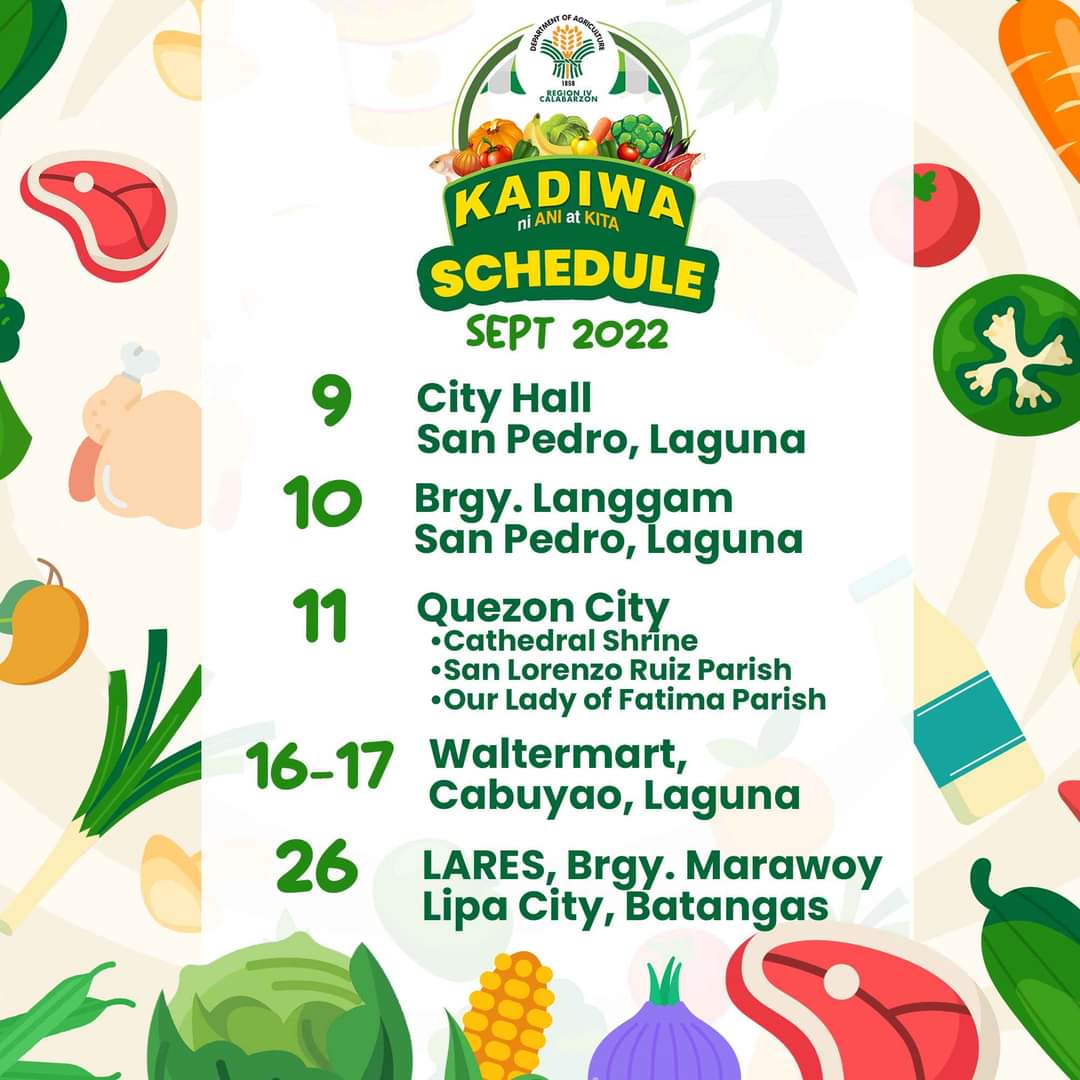 DEPARTMENT OF AGRICULTURE
1898
REGION IV
CALABARZON
KADIWA
ni ANI at KITA
SCHEDULE
SEPT 2022
9
City Hall
San Pedro, Laguna
10
Brgy. Langgam
San Pedro, Laguna
11
Quezon City
•Cathedral Shrine
•San Lorenzo Ruiz Parish
•Our Lady of Fatima Parish
16-17
Waltermart,
Cabuyao, Laguna
26
LARES, Brgy. Marawoy
Lipa City, Batangas